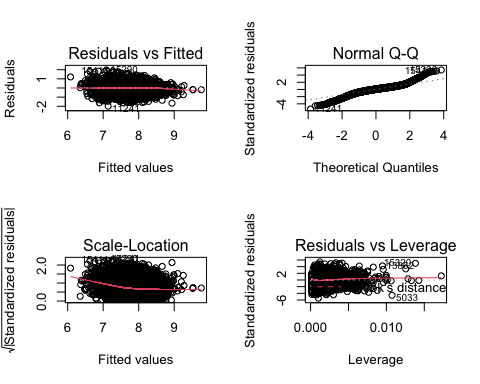 Residuals vs Fitted
Residuals
1
-2
6 7 8 9
Fitted values
Normal Q-Q
Standardized residuals
2
-4
-4 -2 0 2 4
Theoretical Quantiles
Scale-Location
√|Standardized residuals|
2.0
0.0
6 7 8 9
Fitted values
Residuals vs Leverage
Standardized residuals
2
-6
5033
distance
0.000 0.010
Leverage